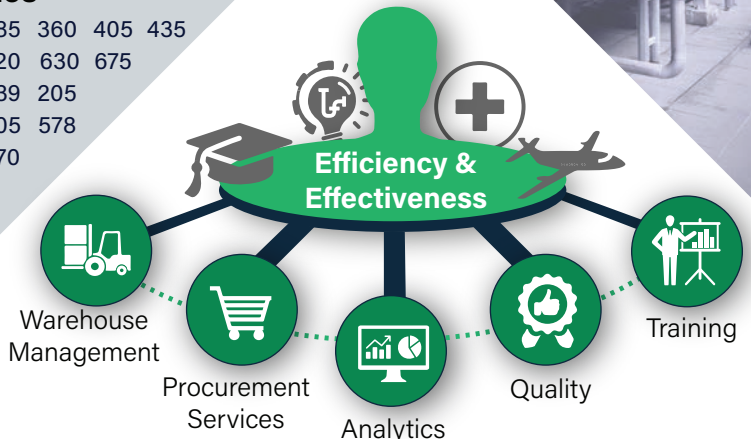 360 405 435
630 675
205
578
Efficiency &
Effectiveness
Warehouse
Management
Procurement
Services
Analytics
Quality
Training